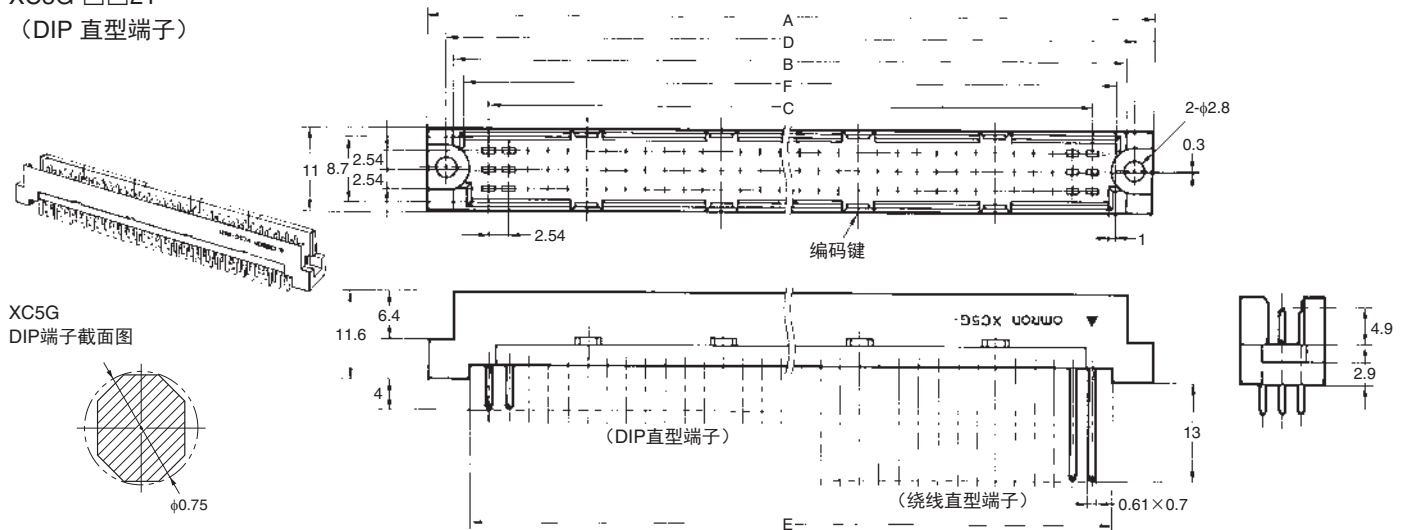 （DIP 直型端子）
A
D
B
F
C
2-φ2.8
0.3
11
8.7
2.54
2.54
2.54
编码键
1
XC5G
DIP端子截面图
φ0.75
11.6
6.4
4
omron XC5G-
4.9
2.9
（DIP直型端子）
13
（绕线直型端子）
0.61×0.7
E